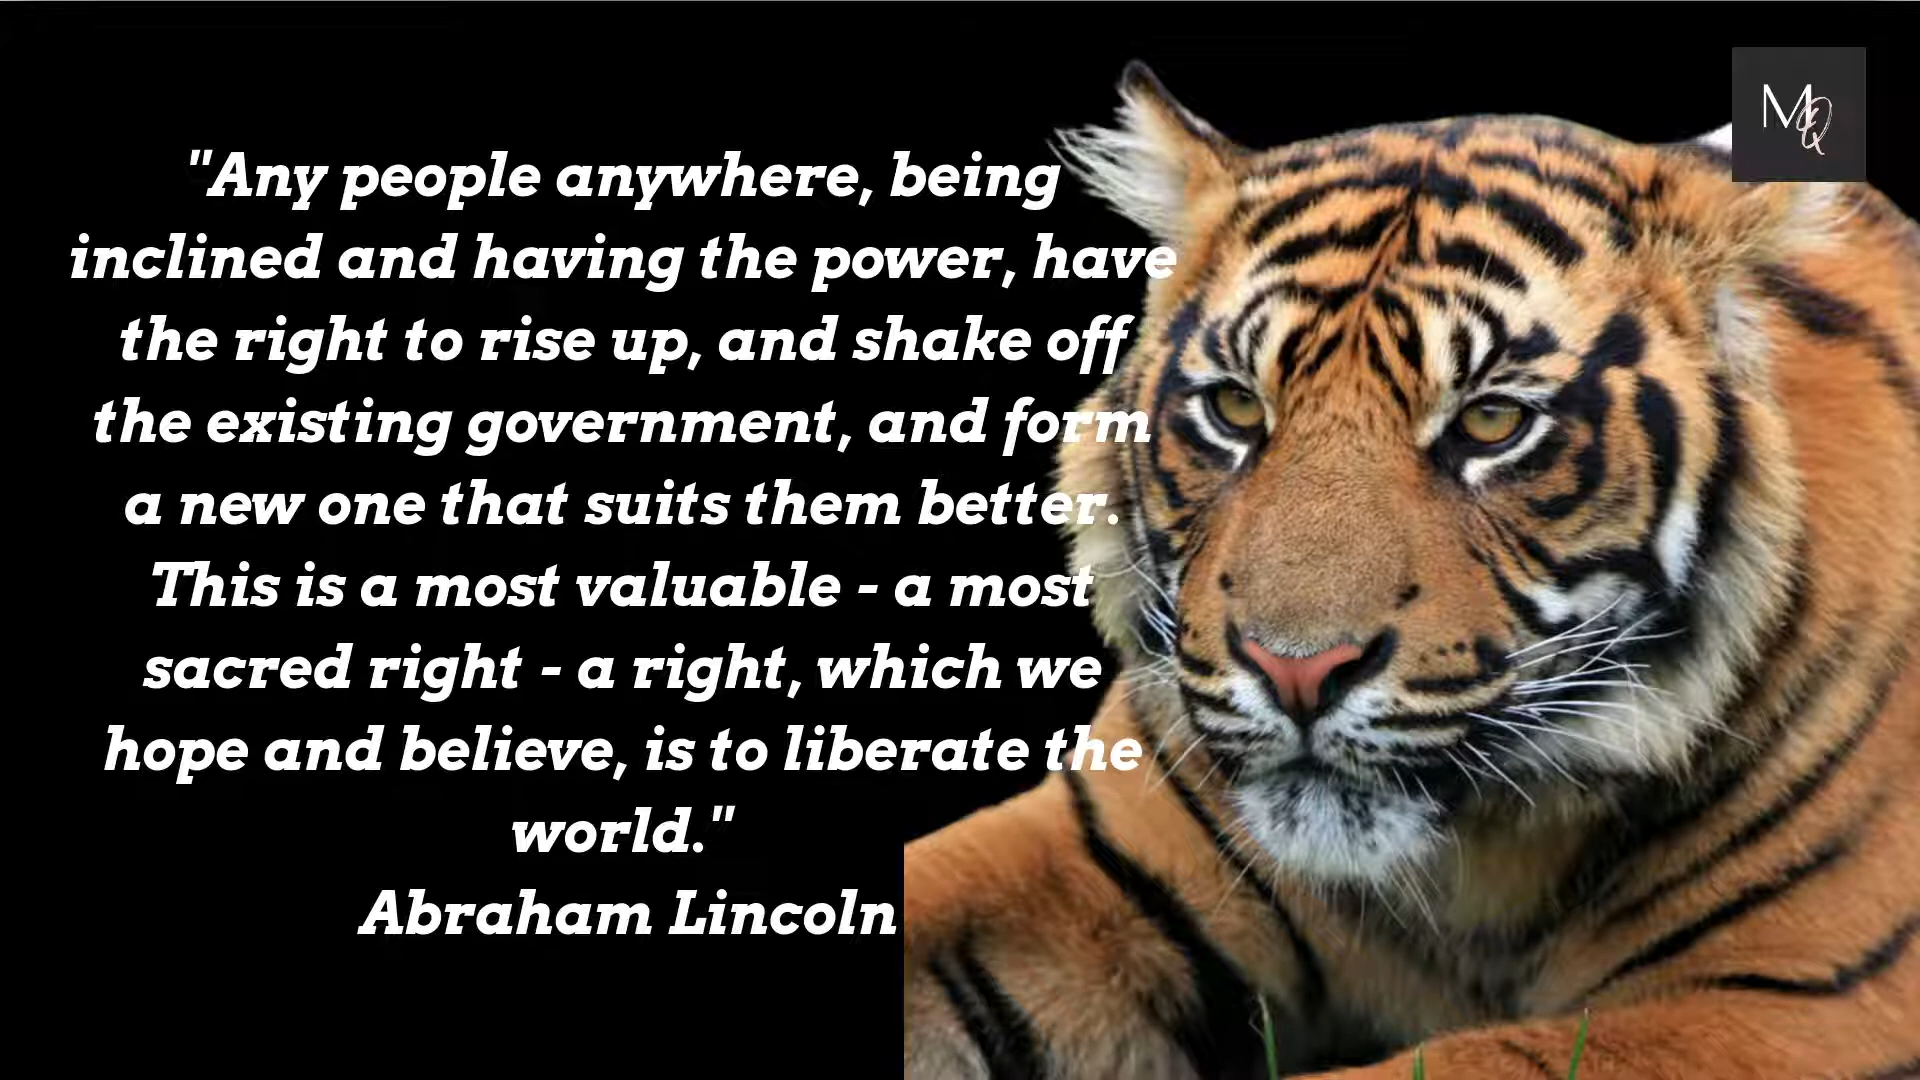 "Any people anywhere, being
inclined and having the power, have
the right to rise up, and shake off
the existing government, and form
a new one that suits them better.
This is a most valuable - a most
sacred right - a right, which we
hope and believe, is to liberate the
world."
Abraham Lincoln
MQ